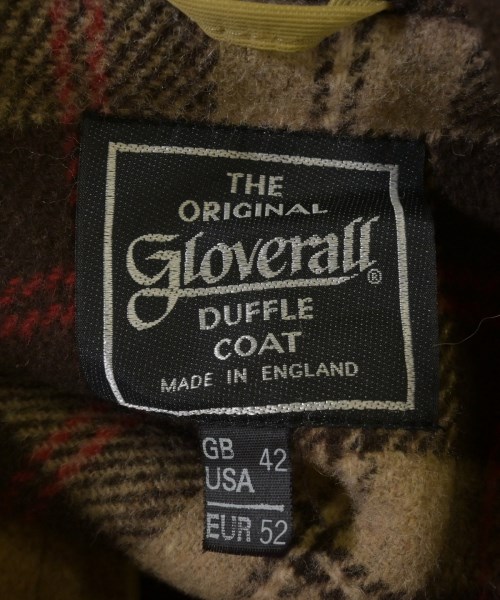 THE
ORIGINAL
Gloverall®
DUFFLE
COAT
MADE IN ENGLAND
GB
USA 42
EUR 52